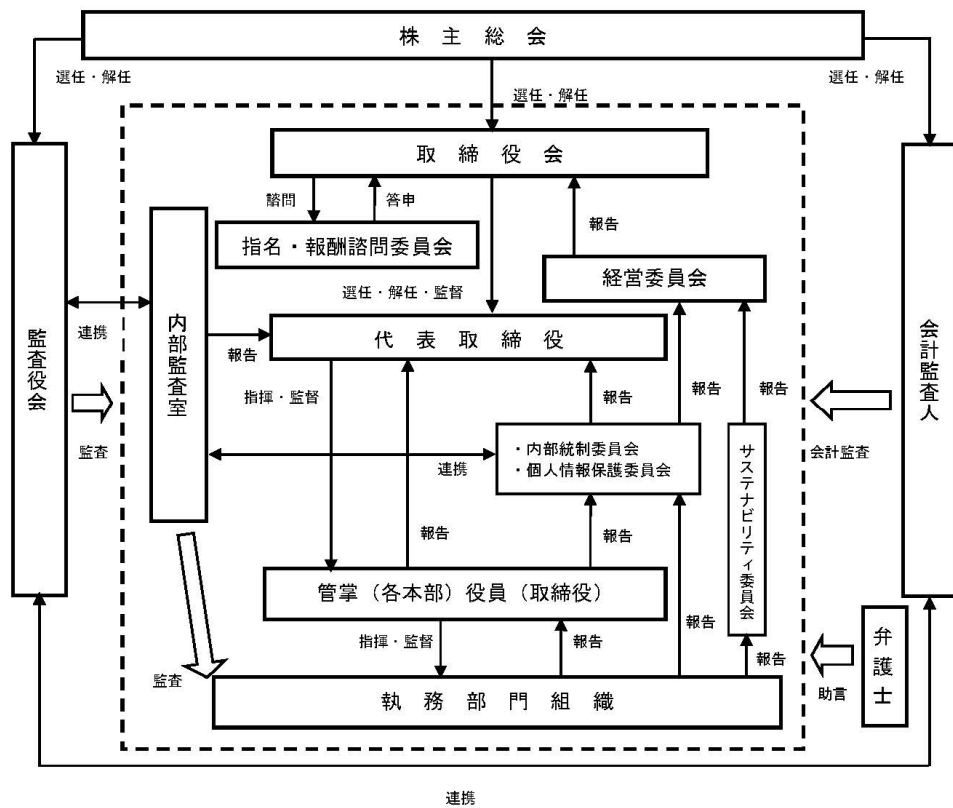 株主総会
選任・解任
選任・解任
選任・解任
取締役会
諮問
答申
報告
指名・報酬諮問委員会
経営委員会
選任・解任・監督
監査役会
連携
内部監査室
報告
代表取締役
会計監査人
監査
指揮・監督
報告
報告
報告
・内部統制委員会
・個人情報保護委員会
連携
サステナビリティ委員会
会計監査
報告
報告
管掌（各本部）役員（取締役）
指揮・監督
報告
報告
報告
弁護士
助言
監査
執務部門組織
連携